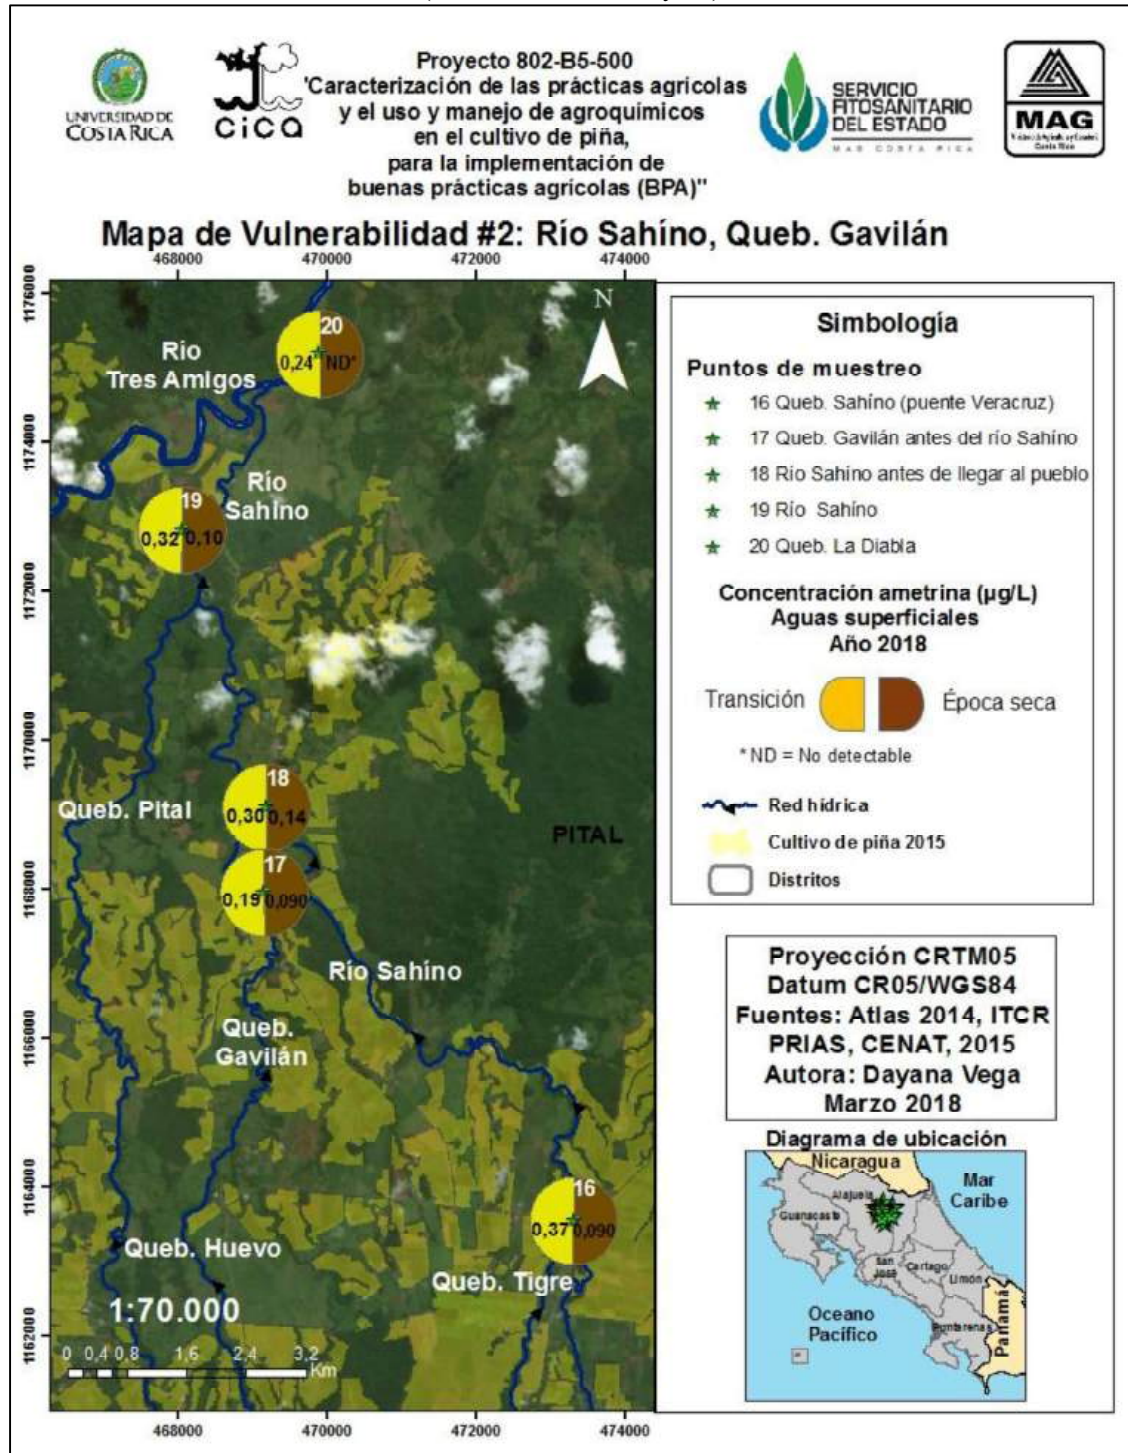 UNIVERSIDAD DE
COSTA RICA
cica
Proyecto 802-B5-500
"Caracterización de las prácticas agrícolas
y el uso y manejo de agroquímicos
en el cultivo de piña,
para la implementación de
buenas prácticas agrícolas (BPA)"
SERVICIO
FITOSANITARIO
DEL ESTADO
MAG COSTA RICA
MAG
Costa Rica
Mapa de Vulnerabilidad #2: Río Sahíno, Queb. Gavilán
468000 470000 472000 474000
1176000
1174000
1172000
1170000
1168000
1166000
1164000
1162000
N
Río
Tres Amigos
20
0,24 ND*
Río
Sahíno
19
0,32 0,10
18
0,30 0,14
Queb. Pital
PITAL
17
0,19 0,090
Río Sahíno
Queb.
Gavilán
16
0,37 0,090
Queb. Huevo
Queb. Tigre
1:70.000
0 0,4 0,8 1,6 2,4 3,2
Km
468000 470000 472000 474000
Simbología
Puntos de muestreo
16 Queb. Sahíno (puente Veracruz)
17 Queb. Gavilán antes del río Sahíno
18 Río Sahino antes de llegar al pueblo
19 Río Sahíno
20 Queb. La Diabla
Concentración ametrina (µg/L)
Aguas superficiales
Año 2018
Transición Época seca
* ND = No detectable
Red hídrica
Cultivo de piña 2015
Distritos
Proyección CRTM05
Datum CR05/WGS84
Fuentes: Atlas 2014, ITCR
PRIAS, CENAT, 2015
Autora: Dayana Vega
Marzo 2018
Diagrama de ubicación
Nicaragua
Mar
Caribe
Alajuela
Guanacaste
San
José
Cartago
Limón
Puntarenas
Panamá
Oceano
Pacífico